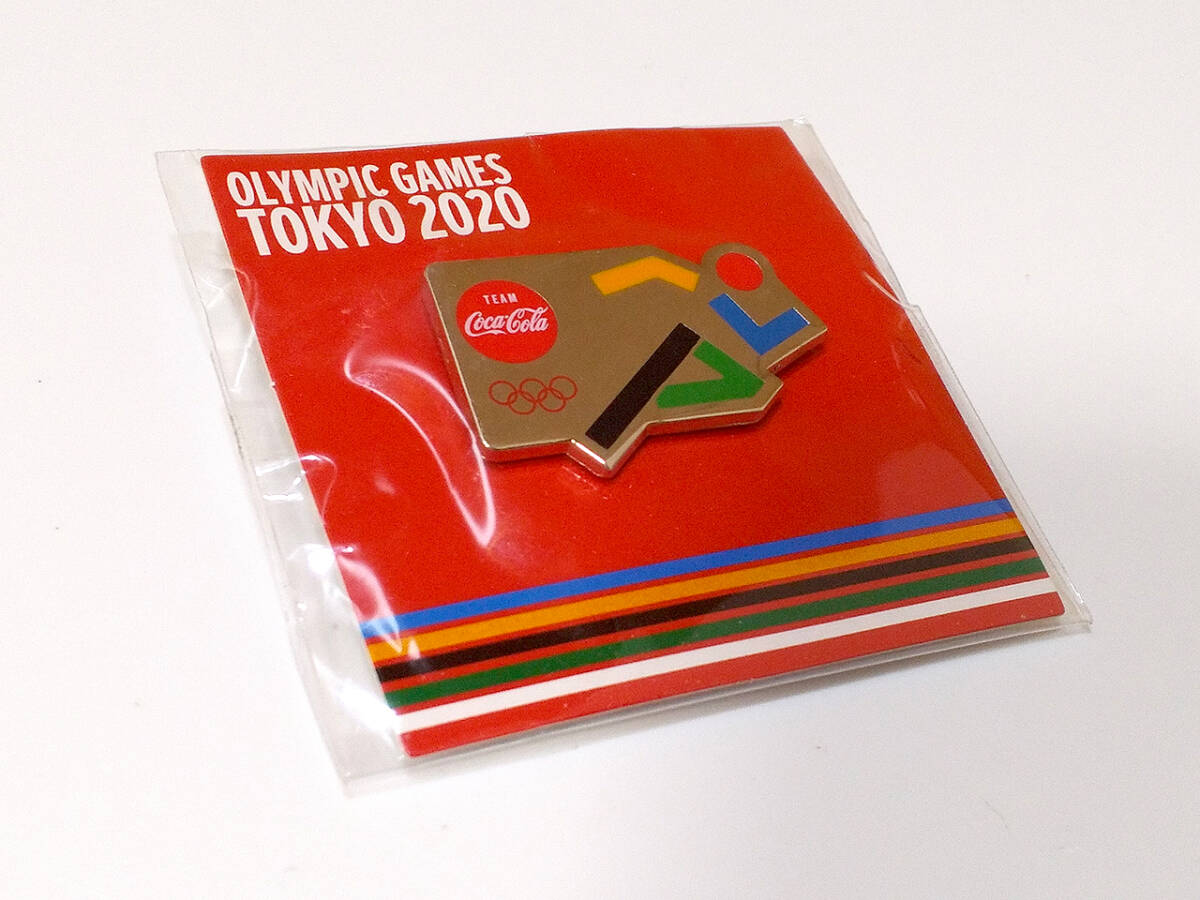 OLYMPIC GAMES
TOKYO 2020
TEAM
Coca-Cola